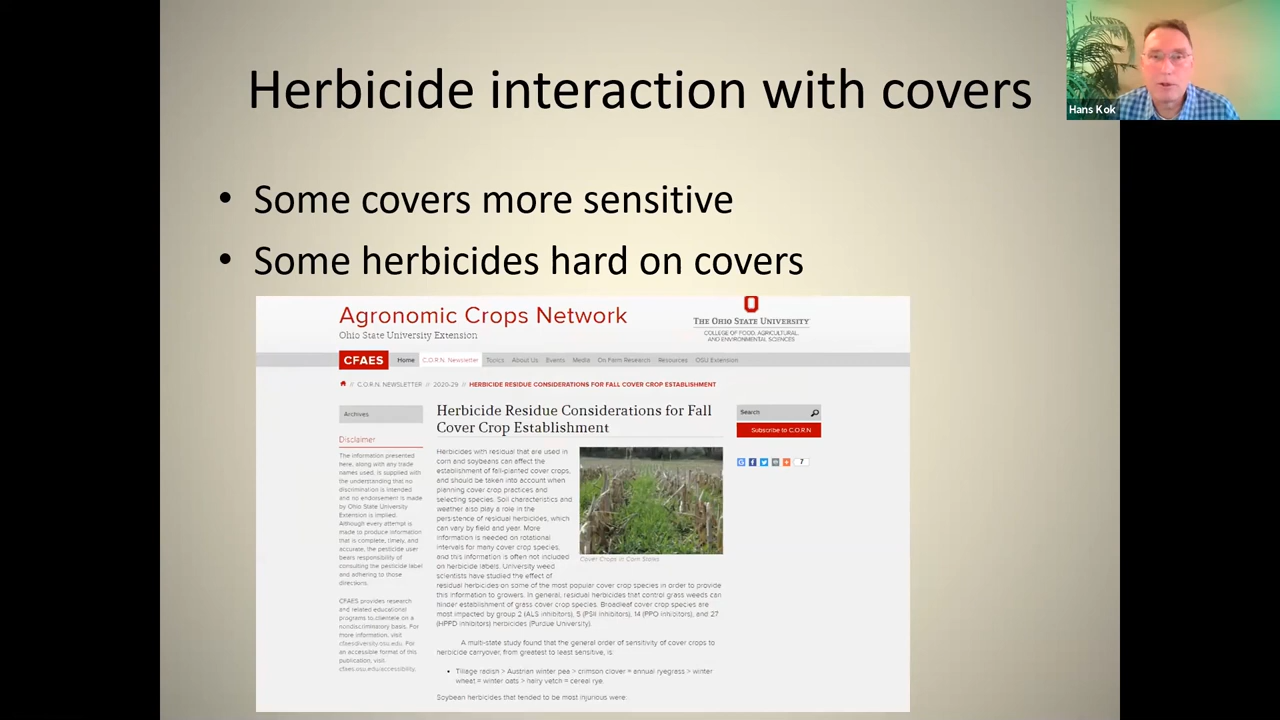 Herbicide interaction with covers
Hans Kok
• Some covers more sensitive
• Some herbicides hard on covers
Agronomic Crops Network
Ohio State University Extension
THE OHIO STATE UNIVERSITY
COLLEGE OF FOOD, AGRICULTURAL,
AND ENVIRONMENTAL SCIENCES
CFAES Home C.O.R.N. Newsletter Topics About Us Events Media On Farm Research Resources OSU Extension
// C.O.R.N. NEWSLETTER // 2020-29 // HERBICIDE RESIDUE CONSIDERATIONS FOR FALL COVER CROP ESTABLISHMENT
Archives
Disclaimer
The information presented
here, along with any trade
names used, is supplied with
the understanding that no
discrimination is intended
and no endorsement is made
by Ohio State University
Extension is implied.
Although every attempt is
made to produce information
that is complete, timely, and
accurate, the pesticide user
bears responsibility of
consulting the pesticide label
and adhering to those
directions.
CFAES provides research
and related educational
programs to clientele on a
nondiscriminatory basis. For
more information, visit
cfaesdiversity.osu.edu. For
an accessible format of this
publication, visit
cfaes.osu.edu/accessibility.
Herbicide Residue Considerations for Fall
Cover Crop Establishment
Herbicides with residual that are used in
corn and soybeans can affect the
establishment of fall-planted cover crops,
and should be taken into account when
planning cover crop practices and
selecting species. Soil characteristics and
weather also play a role in the
persistence of residual herbicides, which
can vary by field and year. More
information is needed on rotational
intervals for many cover crop species,
and this information is often not included
on herbicide labels. University weed
scientists have studied the effect of
residual herbicides on some of the most popular cover crop species in order to provide
this information to growers. In general, residual herbicides that control grass weeds can
hinder establishment of grass cover crop species. Broadleaf cover crop species are
most impacted by group 2 (ALS inhibitors), 5 (PSII inhibitors), 14 (PPO inhibitors), and 27
(HPPD inhibitors) herbicides (Purdue University).
A multi-state study found that the general order of sensitivity of cover crops to
herbicide carryover, from greatest to least sensitive, is:
• Tillage radish > Austrian winter pea > crimson clover = annual ryegrass > winter
wheat = winter oats > hairy vetch = cereal rye.
Soybean herbicides that tended to be most injurious were:
Cover Crops in Corn
Search
Subscribe to C.O.R.N
7